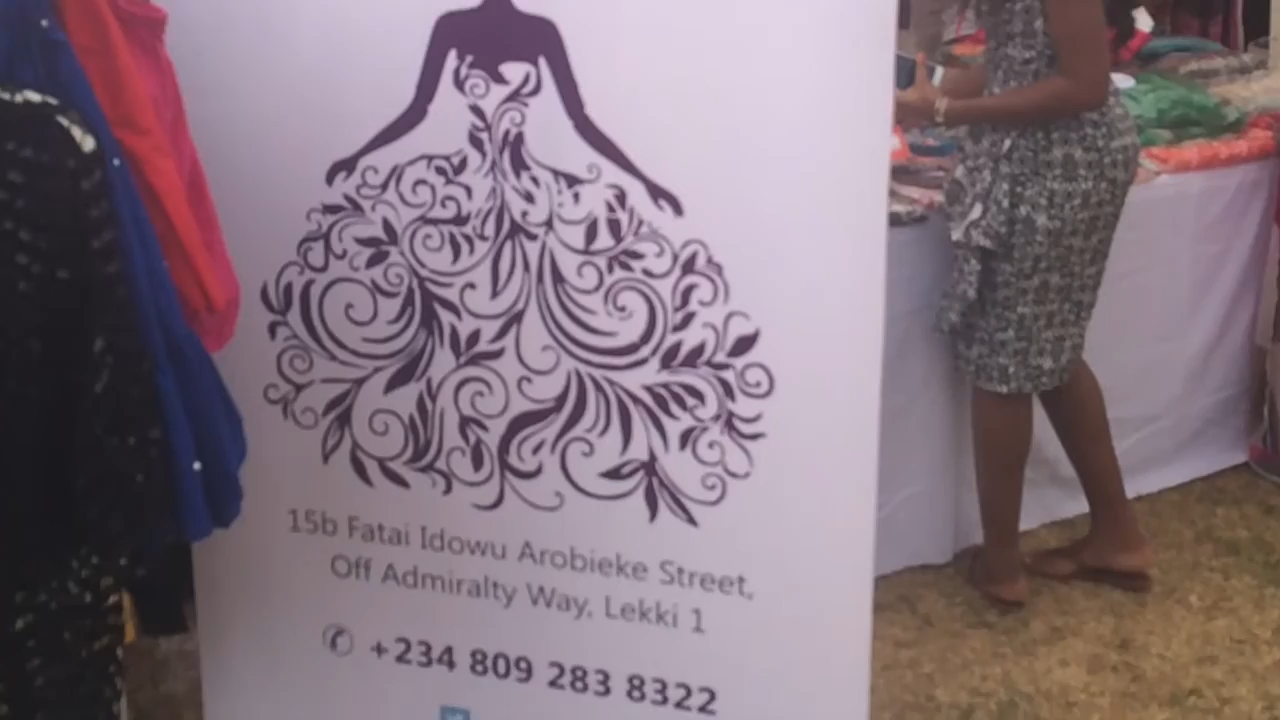 15b Fatai Idowu Arobieke Street,
Off Admiralty Way, Lekki 1
✆ +234 809 283 8322